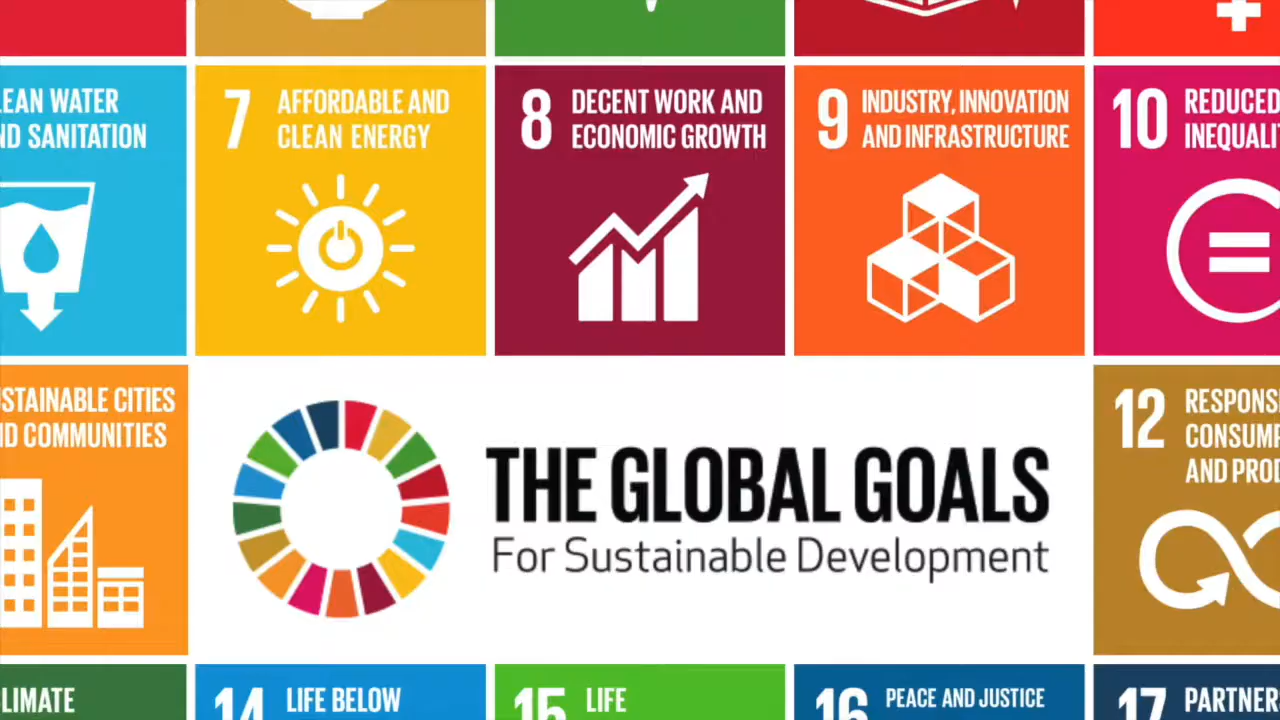 LEAN WATER
ND SANITATION
7 AFFORDABLE AND
CLEAN ENERGY
8 DECENT WORK AND
ECONOMIC GROWTH
9 INDUSTRY, INNOVATION
AND INFRASTRUCTURE
10 REDUCED
INEQUALI
STAINABLE CITIES
ND COMMUNITIES
THE GLOBAL GOALS
For Sustainable Development
12 RESPONS
CONSUME
AND PROD
LIMATE
14 LIFE BELOW
15 LIFE
16 PEACE AND JUSTICE
17 PARTNER